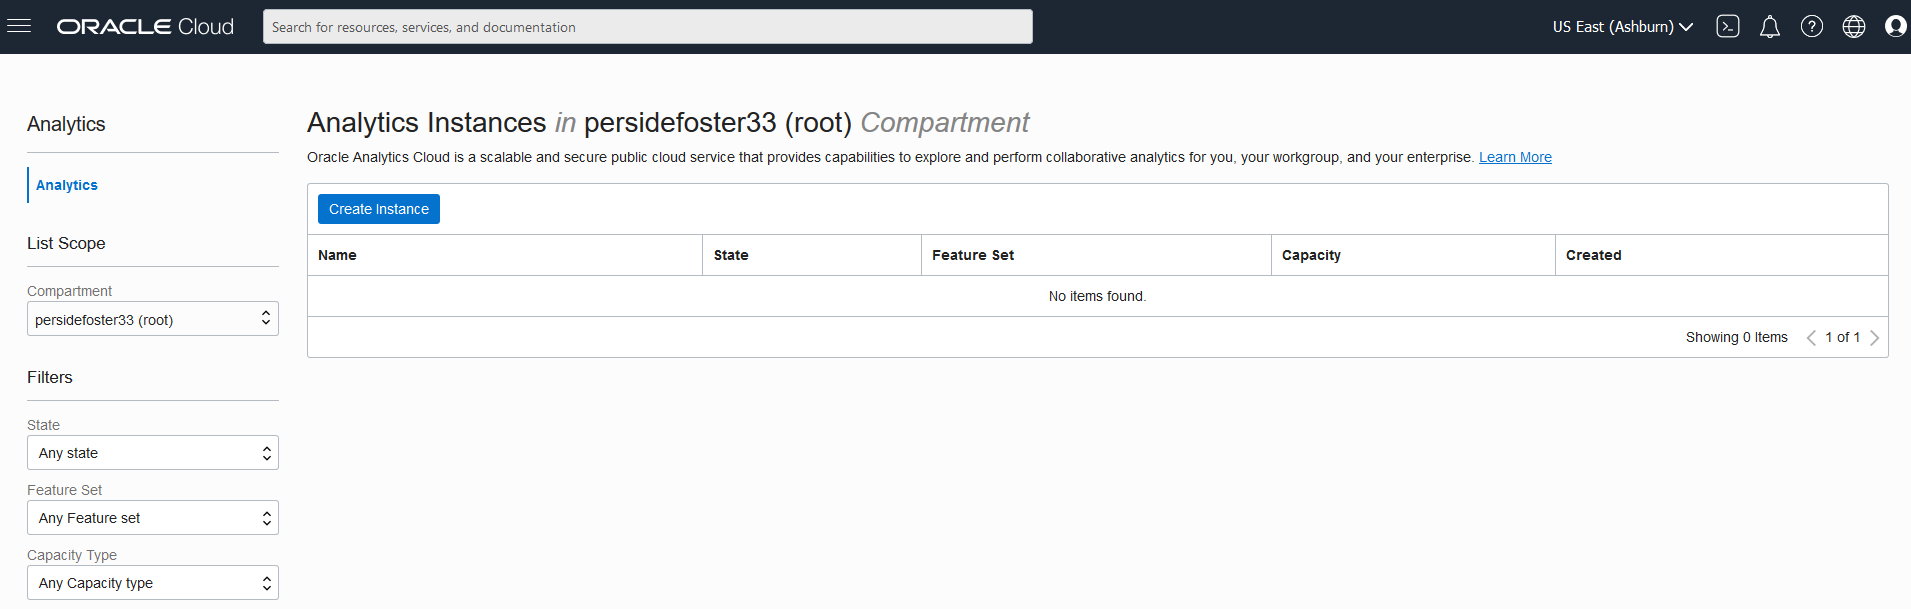 ORACLE Cloud
Search for resources, services, and documentation
US East (Ashburn)
Analytics
Analytics
List Scope
Compartment
persidefoster33 (root)
Filters
State
Any state
Feature Set
Any Feature set
Capacity Type
Any Capacity type
Analytics Instances in persidefoster33 (root) Compartment
Oracle Analytics Cloud is a scalable and secure public cloud service that provides capabilities to explore and perform collaborative analytics for you, your workgroup, and your enterprise. Learn More
Create Instance
Name State Feature Set Capacity Created
No items found.
Showing 0 Items 1 of 1